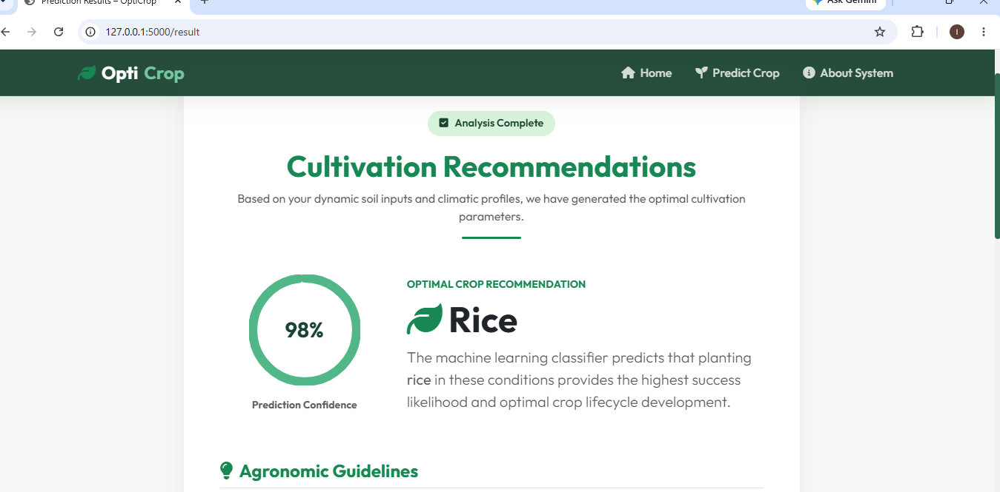 Prediction Results – OptiCrop
Ask Gemini
127.0.0.1:5000/result
I
Opti Crop
Home
Predict Crop
About System
Analysis Complete
Cultivation Recommendations
Based on your dynamic soil inputs and climatic profiles, we have generated the optimal cultivation
parameters.
98%
Prediction Confidence
OPTIMAL CROP RECOMMENDATION
Rice
The machine learning classifier predicts that planting
rice in these conditions provides the highest success
likelihood and optimal crop lifecycle development.
Agronomic Guidelines